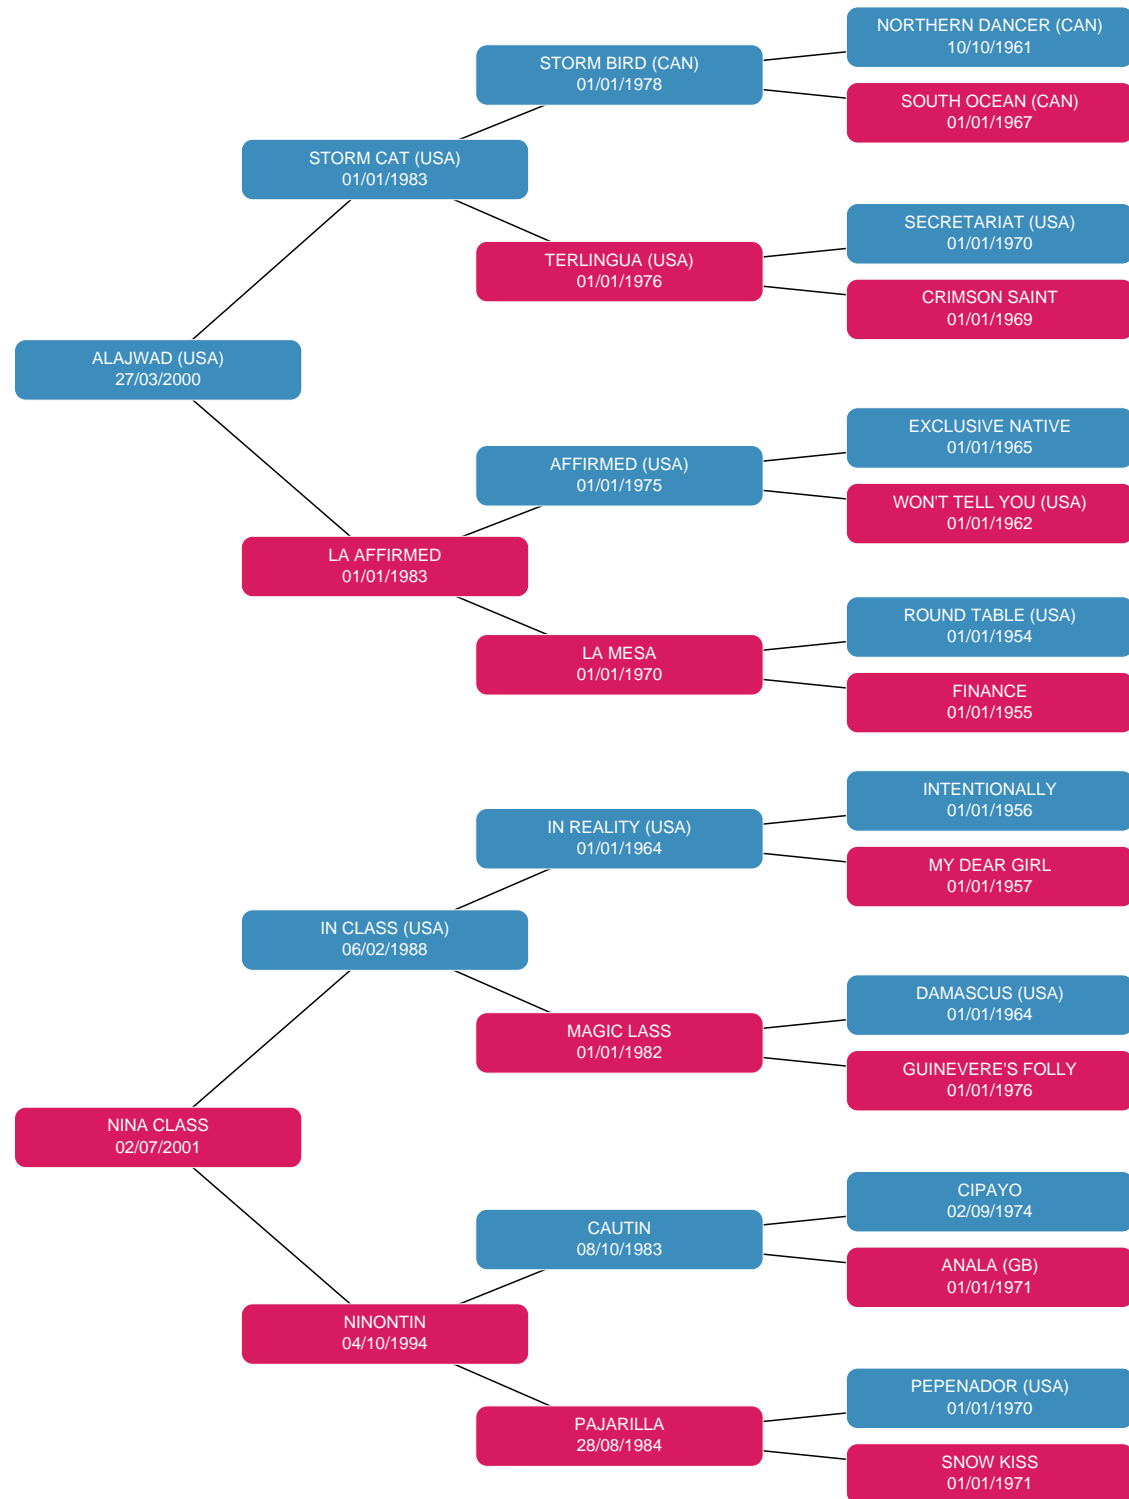 NORTHERN DANCER (CAN)
10/10/1961
STORM BIRD (CAN)
01/01/1978
SOUTH OCEAN (CAN)
01/01/1967
STORM CAT (USA)
01/01/1983
SECRETARIAT (USA)
01/01/1970
TERLINGUA (USA)
01/01/1976
CRIMSON SAINT
01/01/1969
ALAJWAD (USA)
27/03/2000
EXCLUSIVE NATIVE
01/01/1965
AFFIRMED (USA)
01/01/1975
WON'T TELL YOU (USA)
01/01/1962
LA AFFIRMED
01/01/1983
ROUND TABLE (USA)
01/01/1954
LA MESA
01/01/1970
FINANCE
01/01/1955
INTENTIONALLY
01/01/1956
IN REALITY (USA)
01/01/1964
MY DEAR GIRL
01/01/1957
IN CLASS (USA)
06/02/1988
DAMASCUS (USA)
01/01/1964
MAGIC LASS
01/01/1982
GUINEVERE'S FOLLY
01/01/1976
NINA CLASS
02/07/2001
CIPAYO
02/09/1974
CAUTIN
08/10/1983
ANALA (GB)
01/01/1971
NINONTIN
04/10/1994
PEPENADOR (USA)
01/01/1970
PAJARILLA
28/08/1984
SNOW KISS
01/01/1971